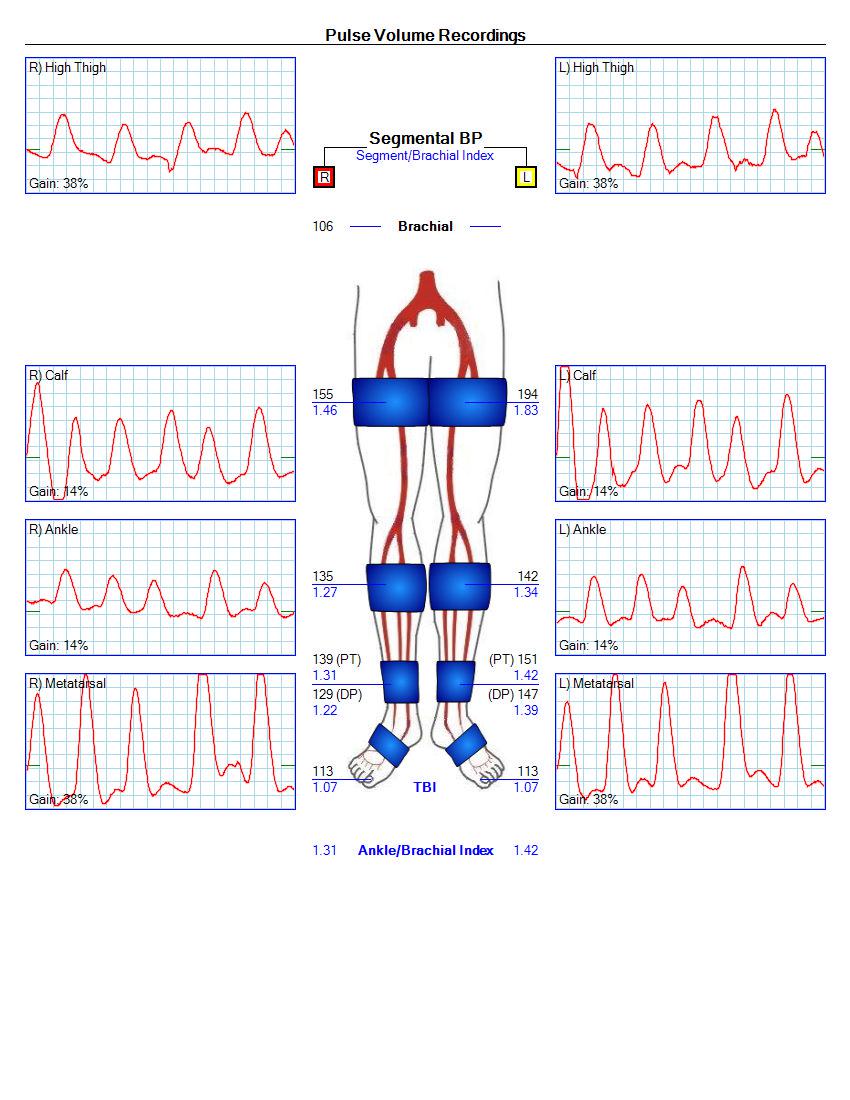 Pulse Volume Recordings
R) High Thigh
Gain: 38%
L) High Thigh
Gain: 38%
Segmental BP
Segment/Brachial Index
R
L
106 Brachial
R) Calf
Gain: 14%
L) Calf
Gain: 14%
155
1.46
194
1.83
R) Ankle
Gain: 14%
L) Ankle
Gain: 14%
135
1.27
142
1.34
139 (PT)
1.31
129 (DP)
1.22
(PT) 151
1.42
(DP) 147
1.39
R) Metatarsal
Gain: 38%
L) Metatarsal
Gain: 38%
113
1.07
TBI
113
1.07
1.31 Ankle/Brachial Index 1.42